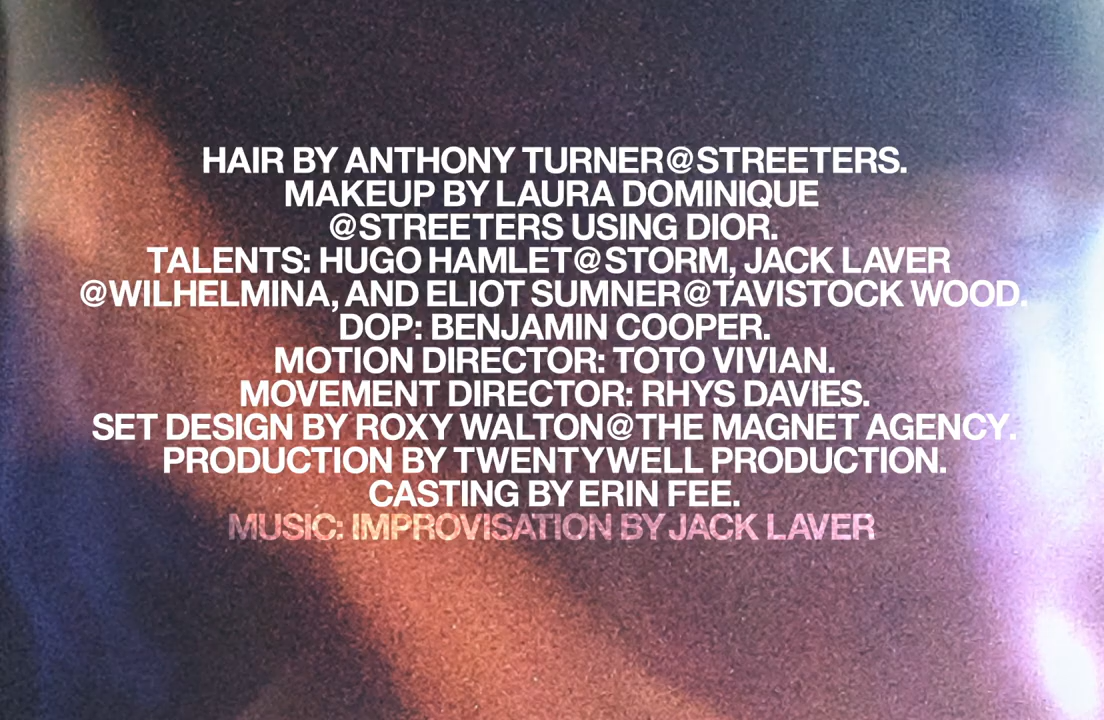 HAIR BY ANTHONY TURNER@STREETERS.
MAKEUP BY LAURA DOMINIQUE
@STREETERS USING DIOR.
TALENTS: HUGO HAMLET@STORM, JACK LAVER
@WILHELMINA, AND ELIOT SUMNER@TAVISTOCK WOOD.
DOP: BENJAMIN COOPER.
MOTION DIRECTOR: TOTO VIVIAN.
MOVEMENT DIRECTOR: RHYS DAVIES.
SET DESIGN BY ROXY WALTON@THE MAGNET AGENCY.
PRODUCTION BY TWENTYWELL PRODUCTION.
CASTING BY ERIN FEE.
MUSIC: IMPROVISATION BY JACK LAVER